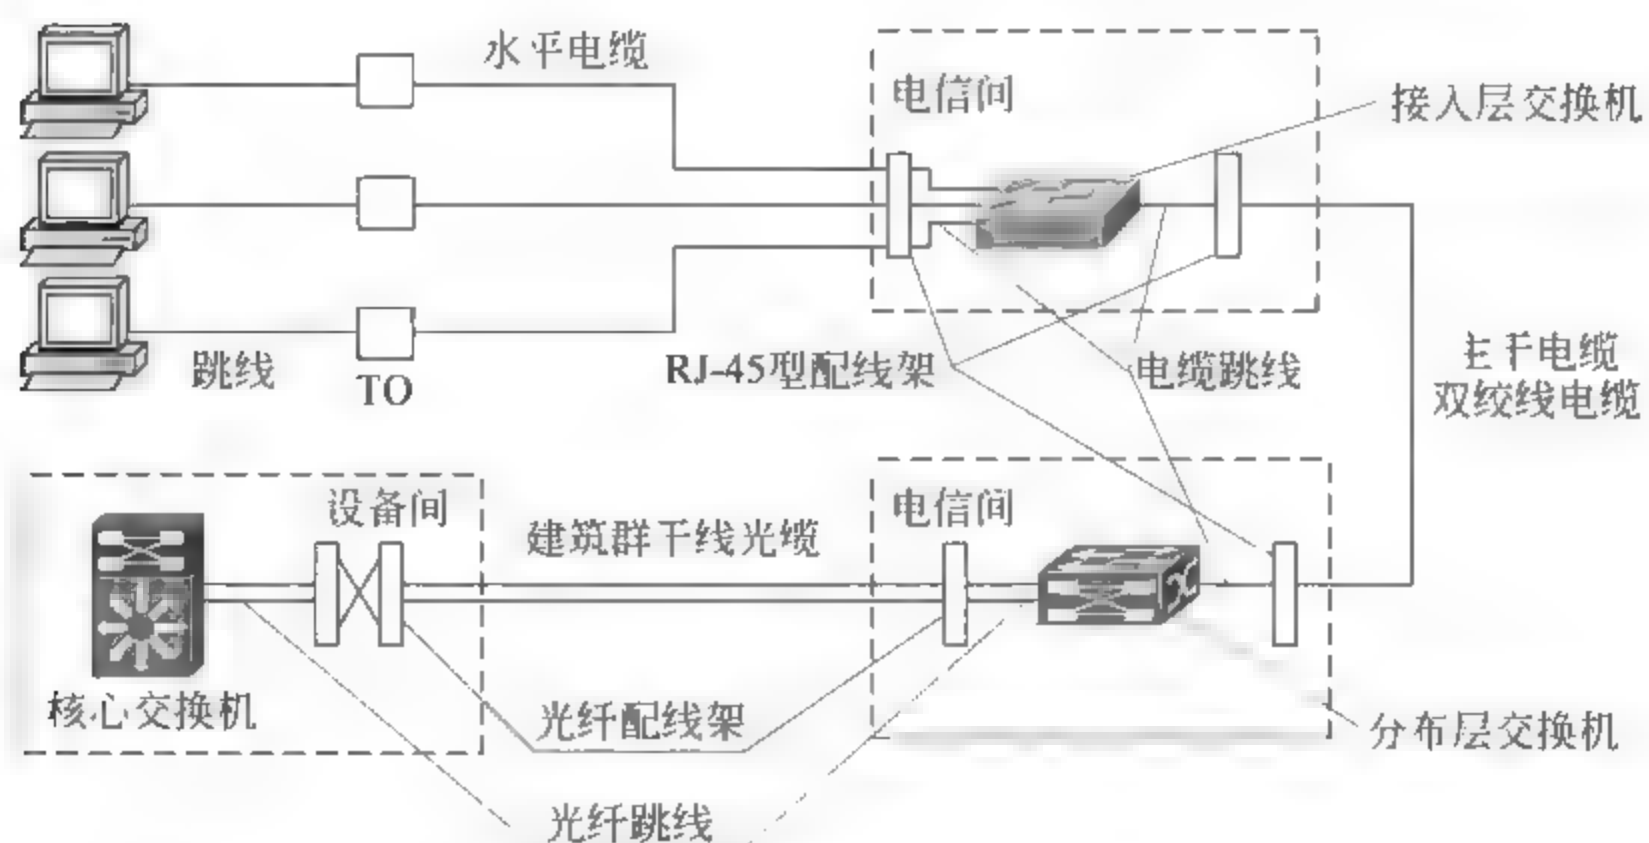 水平电缆
电信间
接入层交换机
跳线
TO
RJ-45型配线架
电缆跳线
主干电缆
双绞线电缆
设备间
建筑群干线光缆
电信间
核心交换机
光纤配线架
分布层交换机
光纤跳线